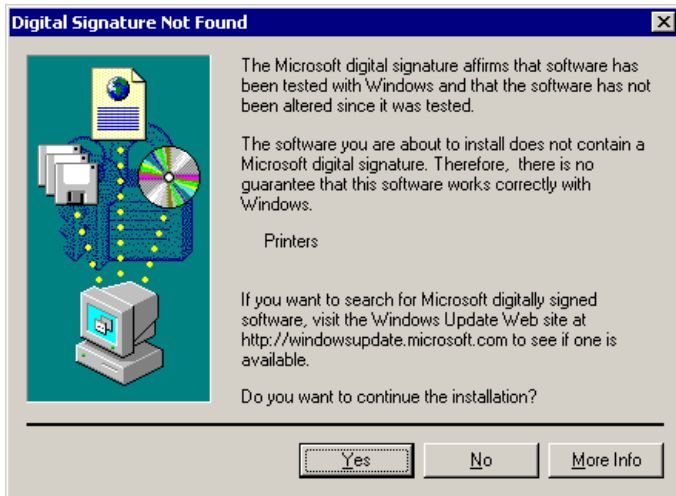 Digital Signature Not Found
The Microsoft digital signature affirms that software has
been tested with Windows and that the software has not
been altered since it was tested.
The software you are about to install does not contain a
Microsoft digital signature. Therefore,  there is no
guarantee that this software works correctly with
Windows.
Printers
If you want to search for Microsoft digitally signed
software, visit the Windows Update Web site at
http://windowsupdate.microsoft.com to see if one is
available.
Do you want to continue the installation?
Yes
No
More Info